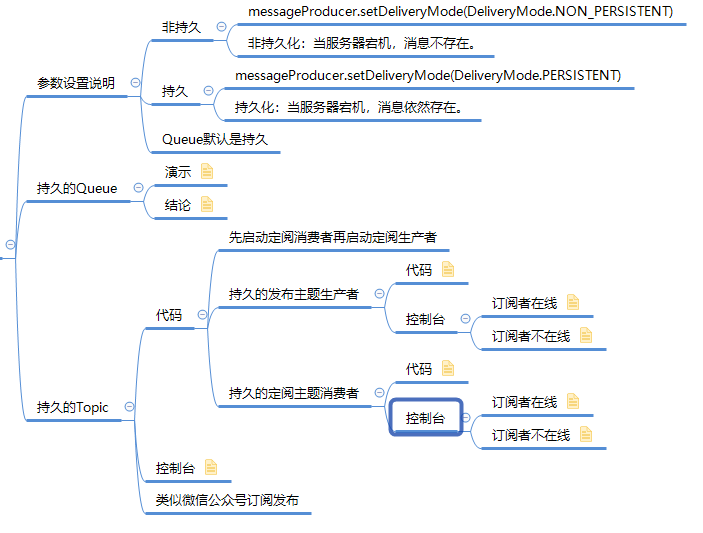 非持久
messageProducer.setDeliveryMode(DeliveryMode.NON_PERSISTENT)
非持久化：当服务器宕机，消息不存在。
参数设置说明
持久
messageProducer.setDeliveryMode(DeliveryMode.PERSISTENT)
持久化：当服务器宕机，消息依然存在。
Queue默认是持久
持久的Queue
演示
结论
持久的Topic
代码
先启动定阅消费者再启动定阅生产者
持久的发布主题生产者
代码
控制台
订阅者在线
订阅者不在线
持久的定阅主题消费者
代码
控制台
订阅者在线
订阅者不在线
控制台
类似微信公众号订阅发布